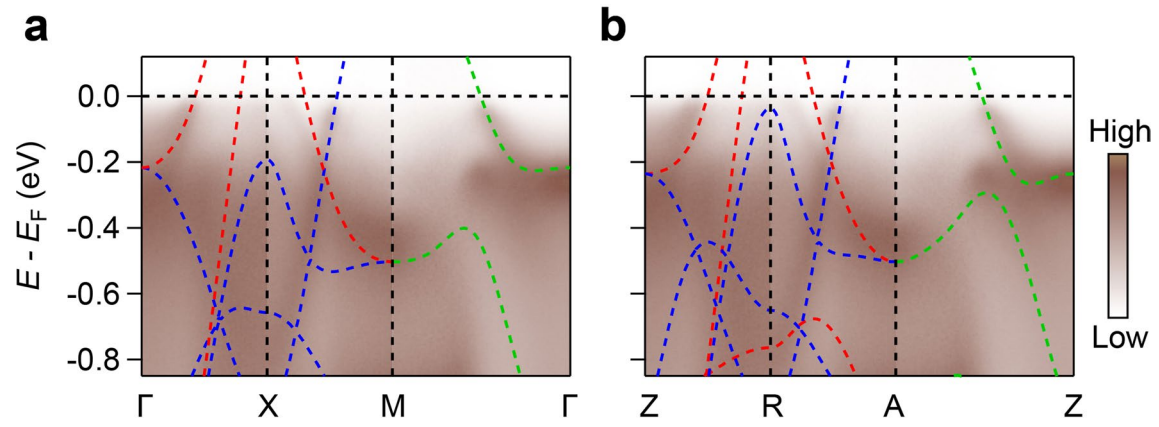 a
b
0.0
-0.2
-0.4
-0.6
-0.8
E - EF (eV)
Γ X M Γ
Z R A Z
High
Low